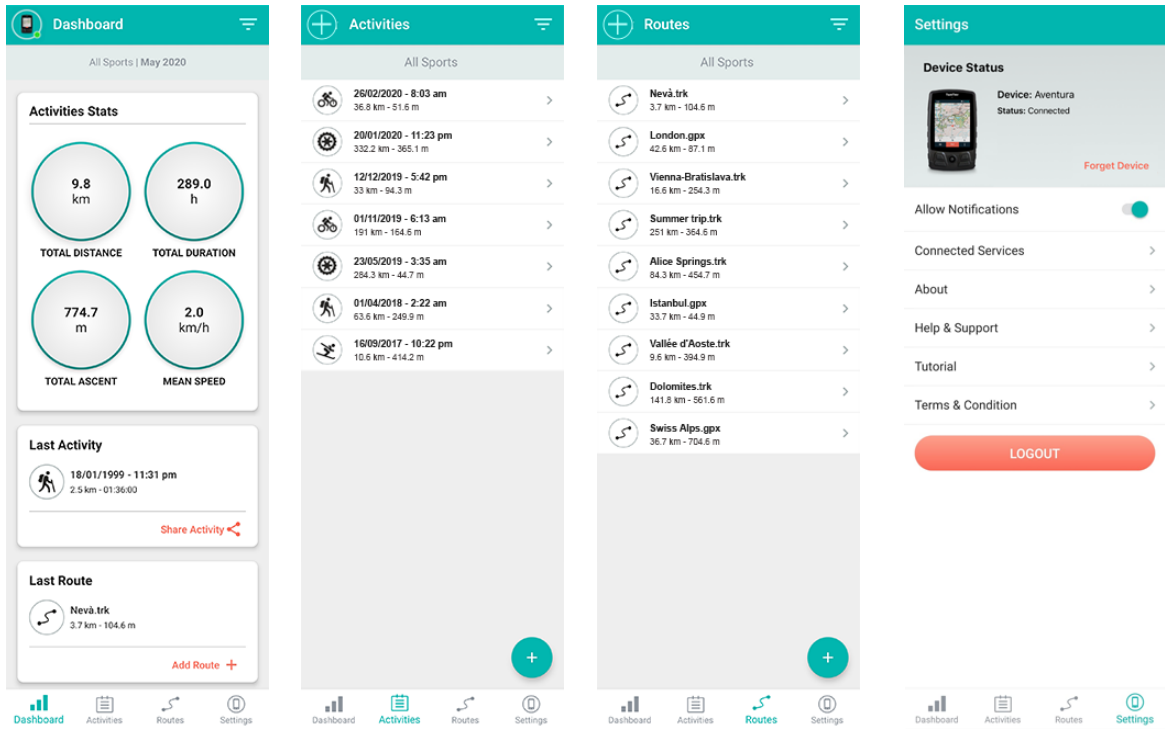 Dashboard
All Sports | May 2020
Activities Stats
9.8
km
289.0
h
TOTAL DISTANCE
TOTAL DURATION
774.7
m
2.0
km/h
TOTAL ASCENT
MEAN SPEED
Last Activity
18/01/1999 - 11:31 pm
2.5 km - 01:36:00
Share Activity
Last Route
Nevà.trk
3.7 km - 104.6 m
Add Route +
Dashboard
Activities
Routes
Settings
Activities
All Sports
26/02/2020 - 8:03 am
36.8 km - 51.6 m
20/01/2020 - 11:23 pm
332.2 km - 365.1 m
12/12/2019 - 5:42 pm
33 km - 94.3 m
01/11/2019 - 6:13 am
191 km - 164.6 m
23/05/2019 - 3:35 am
284.3 km - 44.7 m
01/04/2018 - 2:22 am
63.6 km - 249.9 m
16/09/2017 - 10:22 pm
10.6 km - 414.2 m
Dashboard
Activities
Routes
Settings
Routes
All Sports
Nevà.trk
3.7 km - 104.6 m
London.gpx
42.6 km - 87.1 m
Vienna-Bratislava.trk
16.6 km - 254.3 m
Summer trip.trk
251 km - 364.6 m
Alice Springs.trk
84.3 km - 454.7 m
Istanbul.gpx
33.7 km - 44.9 m
Vallée d'Aoste.trk
9.6 km - 394.9 m
Dolomites.trk
141.8 km - 561.6 m
Swiss Alps.gpx
36.7 km - 704.6 m
Dashboard
Activities
Routes
Settings
Settings
Device Status
Device: Aventura
Status: Connected
Forget Device
Allow Notifications
Connected Services
About
Help & Support
Tutorial
Terms & Condition
LOGOUT
Dashboard
Activities
Routes
Settings